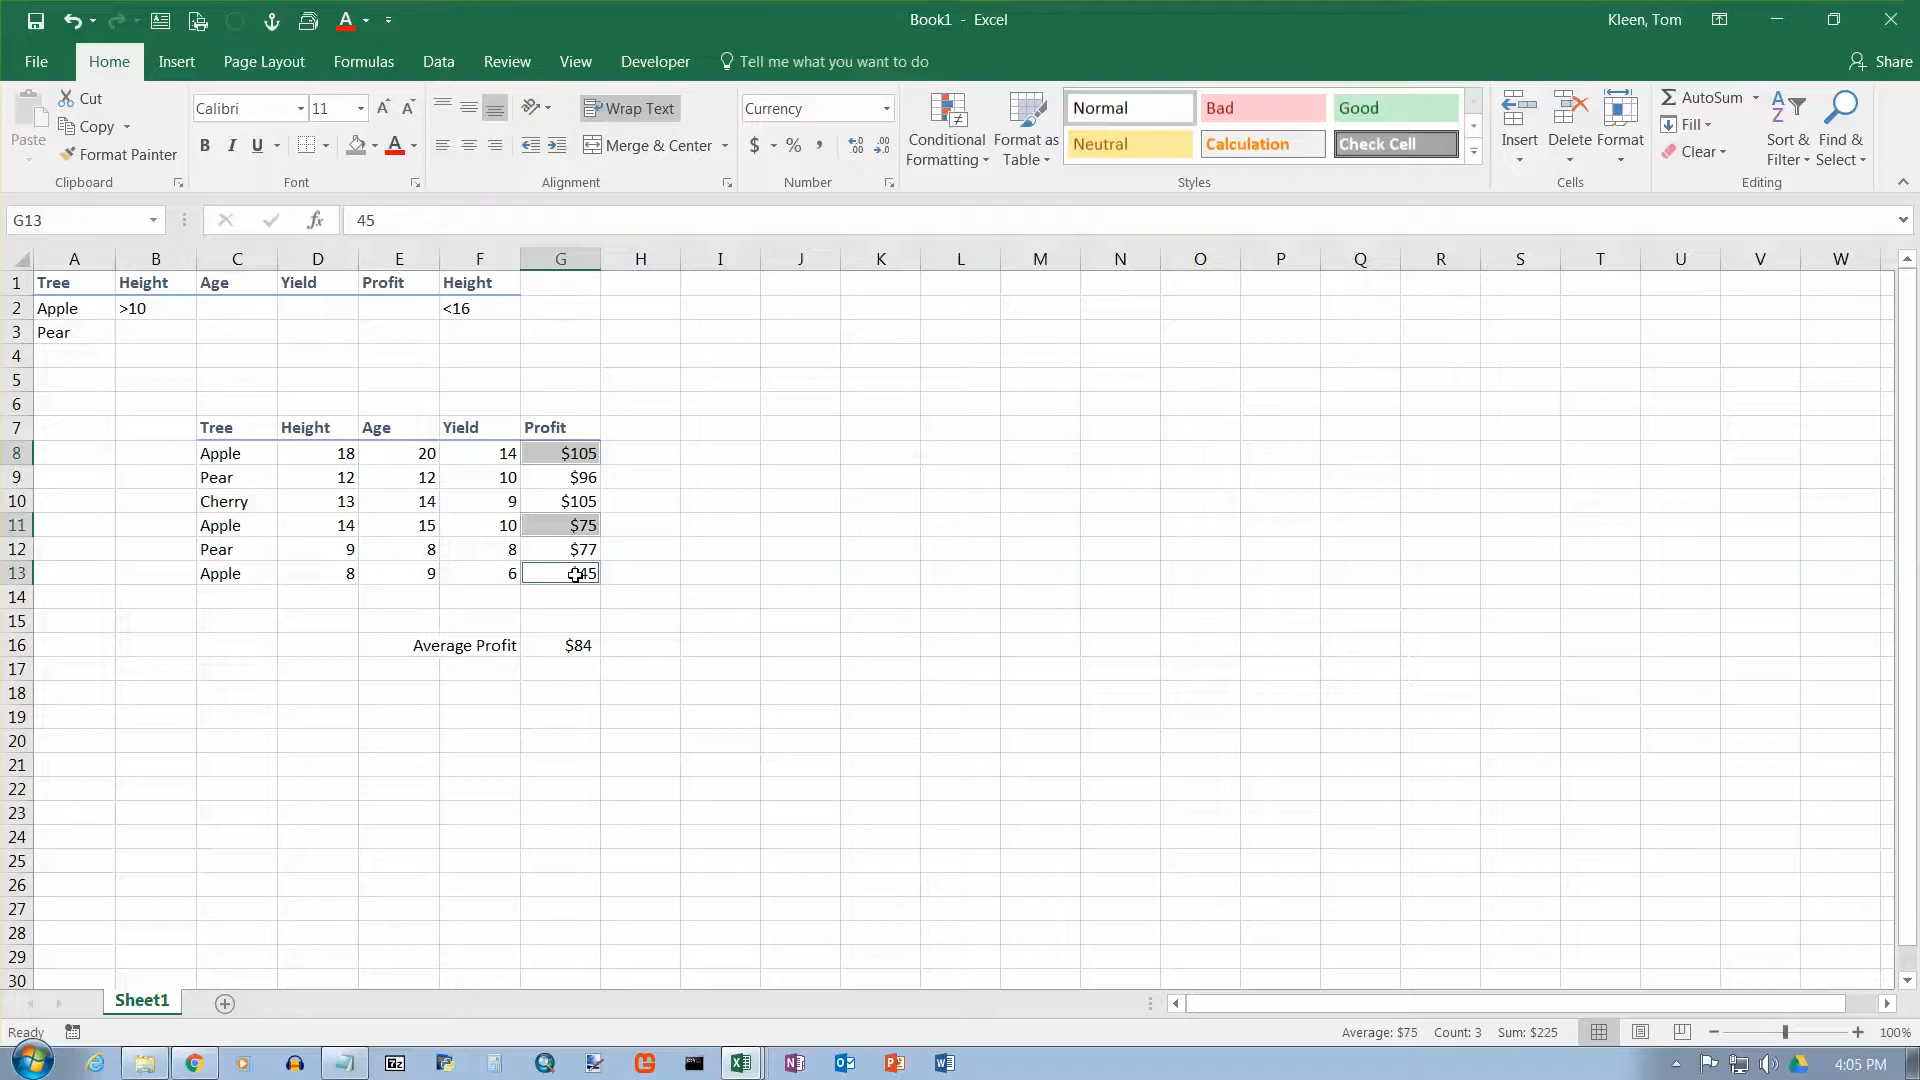 Book1 - Excel
Kleen, Tom
File Home Insert Page Layout Formulas Data Review View Developer Tell me what you want to do Share
Paste
Cut
Copy
Format Painter
Clipboard
Calibri 11
B I U
Font
Wrap Text
Merge & Center
Alignment
Currency
$ % ,
Number
Conditional Formatting
Format as Table
Normal Bad Good
Neutral Calculation Check Cell
Styles
Insert Delete Format
Cells
AutoSum
Fill
Clear
Sort & Filter
Find & Select
Editing
G13 fx 45
A B C D E F G H I J K L M N O P Q R S T U V W
1 Tree Height Age Yield Profit Height
2 Apple >10 <16
3 Pear
4
5
6
7 Tree Height Age Yield Profit
8 Apple 18 20 14 $105
9 Pear 12 12 10 $96
10 Cherry 13 14 9 $105
11 Apple 14 15 10 $75
12 Pear 9 8 8 $77
13 Apple 8 9 6 45
14
15
16 Average Profit $84
17
18
19
20
21
22
23
24
25
26
27
28
29
30
Sheet1
Ready Average: $75 Count: 3 Sum: $225 100%
4:05 PM